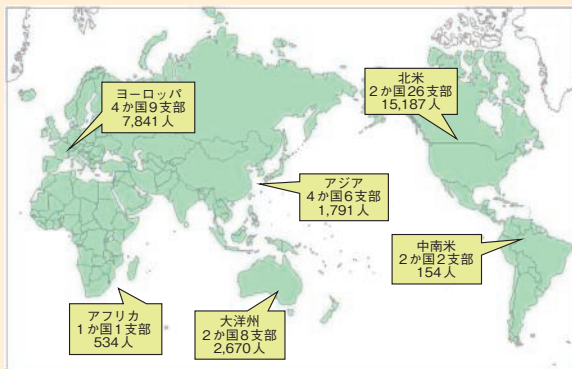 ヨーロッパ
4か国9支部
7,841人
北米
2か国26支部
15,187人
アジア
4か国6支部
1,791人
中南米
2か国2支部
154人
アフリカ
1か国1支部
534人
大洋州
2か国8支部
2,670人